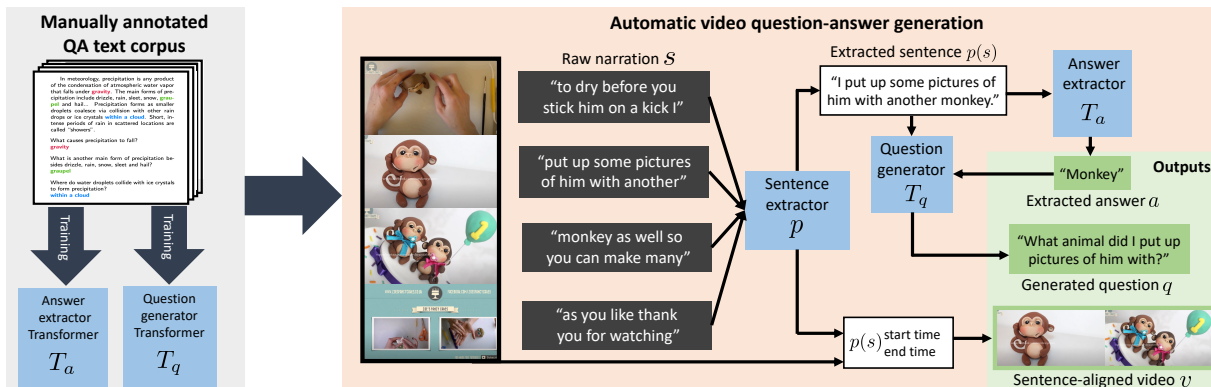 Manually annotated
QA text corpus
In meteorology, precipitation is any product
of the condensation of atmospheric water vapor
that falls under gravity. The main forms of pre-
cipitation include drizzle, rain, sleet, snow, grau-
pel and hail... Precipitation forms as smaller
droplets coalesce via collision with other rain
drops or ice crystals within a cloud. Short, in-
tense periods of rain in scattered locations are
called "showers".
What causes precipitation to fall?
gravity
What is another main form of precipitation be-
sides drizzle, rain, snow, sleet and hail?
graupel
Where do water droplets collide with ice crystals
to form precipitation?
within a cloud
Training
Training
Answer
extractor
Transformer
T_a
Question
generator
Transformer
T_q
Automatic video question-answer generation
Raw narration s
“to dry before you
stick him on a kick I”
“put up some pictures
of him with another”
“monkey as well so
you can make many”
“as you like thank
you for watching”
Sentence
extractor
p
Extracted sentence p(s)
“I put up some pictures of
him with another monkey.”
Answer
extractor
T_a
Question
generator
T_q
Outputs
“Monkey”
Extracted answer a
“What animal did I put up
pictures of him with?”
Generated question q
p(s) start time
end time
Sentence-aligned video v